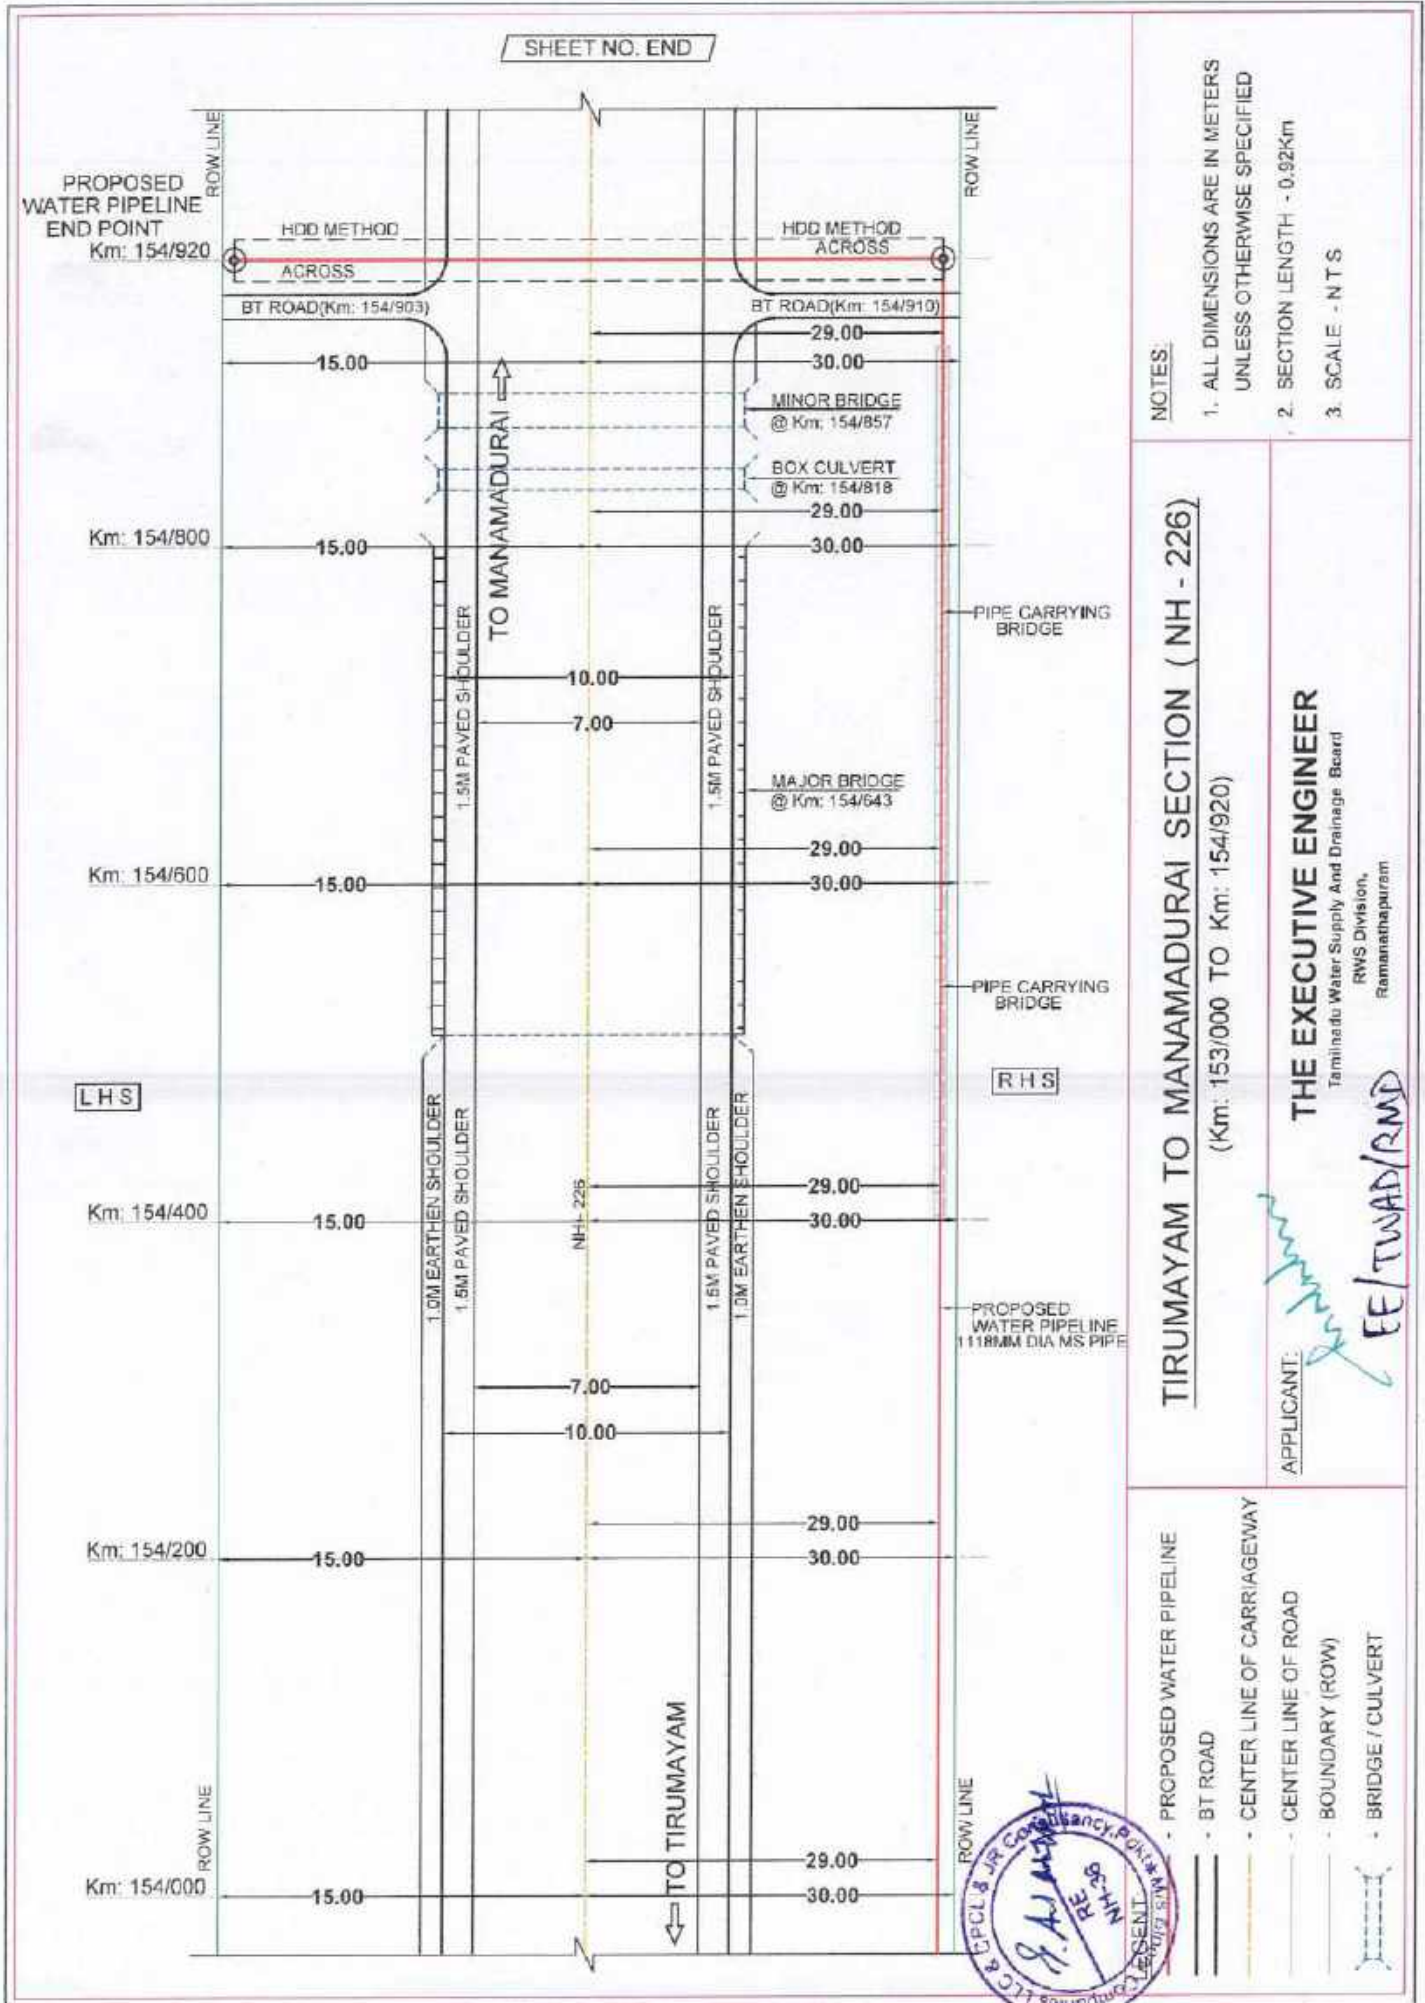 SHEET NO. END
ROW LINE
ROW LINE
PROPOSED
WATER PIPELINE
END POINT
Km: 154/920
HDD METHOD
ACROSS
HDD METHOD
ACROSS
BT ROAD(Km: 154/903)
BT ROAD(Km: 154/910)
29.00
15.00
30.00
TO MANAMADURAI
MINOR BRIDGE
@ Km: 154/857
BOX CULVERT
@ Km: 154/818
29.00
Km: 154/800
15.00
30.00
PIPE CARRYING
BRIDGE
1.5M PAVED SHOULDER
1.5M PAVED SHOULDER
10.00
7.00
MAJOR BRIDGE
@ Km: 154/643
29.00
Km: 154/600
15.00
30.00
PIPE CARRYING
BRIDGE
LHS
RHS
1.0M EARTHEN SHOULDER
1.5M PAVED SHOULDER
NH- 226
1.5M PAVED SHOULDER
1.0M EARTHEN SHOULDER
29.00
Km: 154/400
15.00
30.00
PROPOSED
WATER PIPELINE
1118MM DIA MS PIPE
7.00
10.00
29.00
Km: 154/200
15.00
30.00
TO TIRUMAYAM
ROW LINE
ROW LINE
29.00
Km: 154/000
15.00
30.00
NOTES:
1. ALL DIMENSIONS ARE IN METERS
UNLESS OTHERWISE SPECIFIED
2. SECTION LENGTH - 0.92Km
3. SCALE - N T S
TIRUMAYAM TO MANAMADURAI SECTION ( NH - 226)
(Km: 153/000 TO Km: 154/920)
APPLICANT:
THE EXECUTIVE ENGINEER
Tamilnadu Water Supply And Drainage Board
RWS Division,
Ramanathapuram
EE/TWAD/RMD
LEGENT
- PROPOSED WATER PIPELINE
- BT ROAD
- CENTER LINE OF CARRIAGEWAY
- CENTER LINE OF ROAD
- BOUNDARY (ROW)
- BRIDGE / CULVERT
RE
NH-36